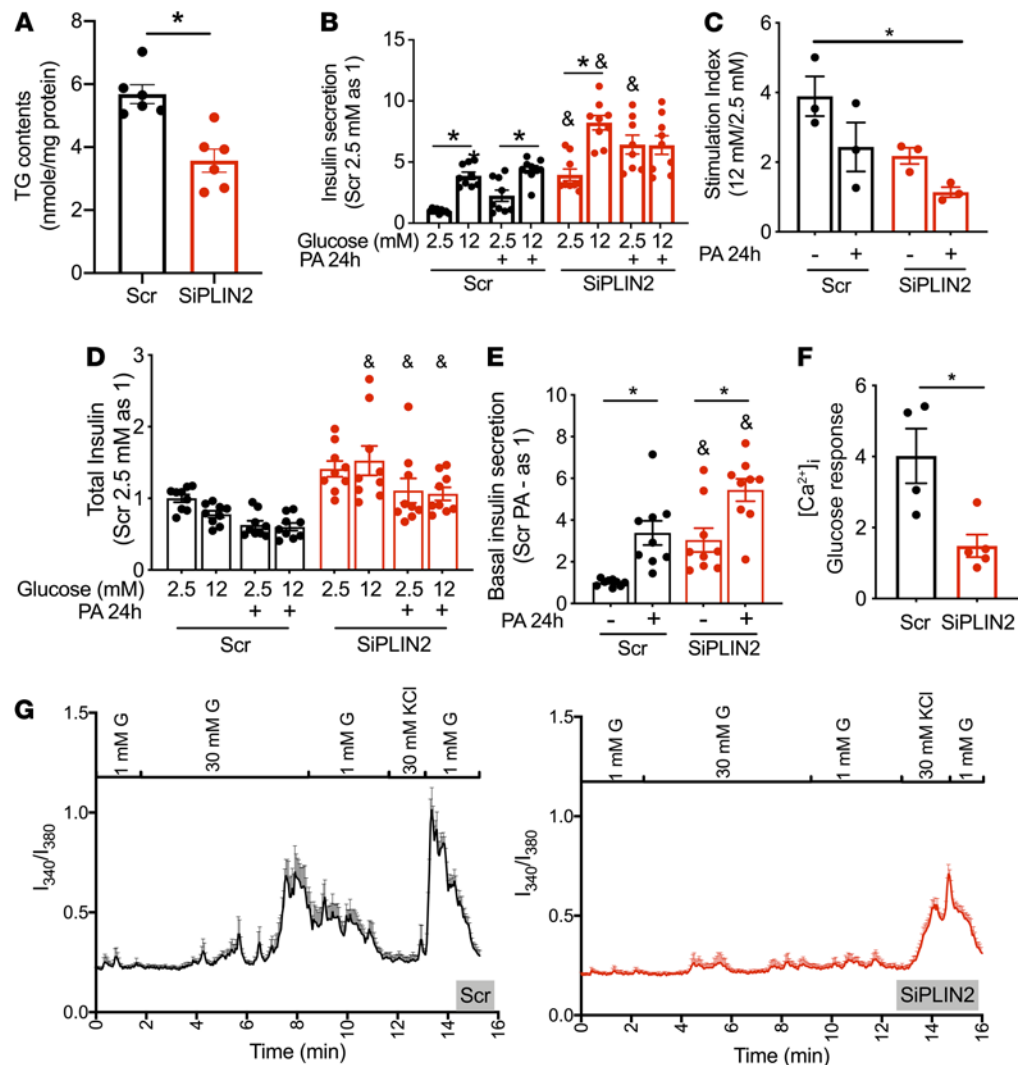 A
TG contents
(nmole/mg protein)
8
6
4
2
0
*
Scr
SiPLIN2
B
Insulin secretion
(Scr 2.5 mM as 1)
15
10
5
0
*
*
*
&
&
&
Glucose (mM) 2.5 12 2.5 12 2.5 12 2.5 12
PA 24h + + + +
Scr SiPLIN2
C
Stimulation Index
(12 mM/2.5 mM)
6
4
2
0
*
PA 24h - + - +
Scr SiPLIN2
D
Total Insulin
(Scr 2.5 mM as 1)
3
2
1
0
& & &
Glucose (mM) 2.5 12 2.5 12 2.5 12 2.5 12
PA 24h + + + +
Scr SiPLIN2
E
Basal insulin secretion
(Scr PA - as 1)
10
8
6
4
2
0
* *
& &
PA 24h - + - +
Scr SiPLIN2
F
[Ca2+]i
Glucose response
6
4
2
0
*
Scr SiPLIN2
G
1 mM G 30 mM G 1 mM G 30 mM KCl 1 mM G
I340/I380
1.5
1.0
0.5
0.0
Scr
0 2 4 6 8 10 12 14 16
Time (min)
1 mM G 30 mM G 1 mM G 30 mM KCl 1 mM G
I340/I380
1.5
1.0
0.5
0.0
SiPLIN2
0 2 4 6 8 10 12 14 16
Time (min)